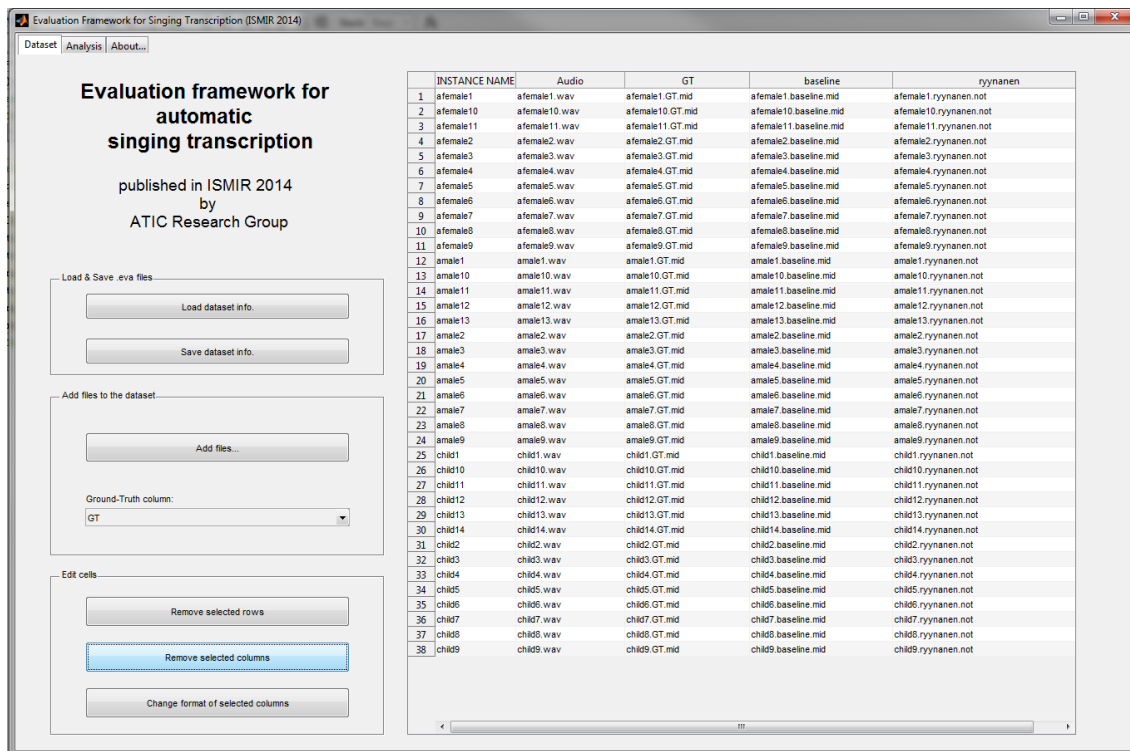 Evaluation Framework for Singing Transcription (ISMIR 2014)
Dataset Analysis About...
Evaluation framework for
automatic
singing transcription
published in ISMIR 2014
by
ATIC Research Group
Load & Save .eva files
Load dataset info.
Save dataset info.
Add files to the dataset
Add files...
Ground-Truth column:
GT
Edit cells
Remove selected rows
Remove selected columns
Change format of selected columns
INSTANCE NAME Audio GT baseline ryynanen
1 afemale1 afemale1.wav afemale1.GT.mid afemale1.baseline.mid afemale1.ryynanen.not
2 afemale10 afemale10.wav afemale10.GT.mid afemale10.baseline.mid afemale10.ryynanen.not
3 afemale11 afemale11.wav afemale11.GT.mid afemale11.baseline.mid afemale11.ryynanen.not
4 afemale2 afemale2.wav afemale2.GT.mid afemale2.baseline.mid afemale2.ryynanen.not
5 afemale3 afemale3.wav afemale3.GT.mid afemale3.baseline.mid afemale3.ryynanen.not
6 afemale4 afemale4.wav afemale4.GT.mid afemale4.baseline.mid afemale4.ryynanen.not
7 afemale5 afemale5.wav afemale5.GT.mid afemale5.baseline.mid afemale5.ryynanen.not
8 afemale6 afemale6.wav afemale6.GT.mid afemale6.baseline.mid afemale6.ryynanen.not
9 afemale7 afemale7.wav afemale7.GT.mid afemale7.baseline.mid afemale7.ryynanen.not
10 afemale8 afemale8.wav afemale8.GT.mid afemale8.baseline.mid afemale8.ryynanen.not
11 afemale9 afemale9.wav afemale9.GT.mid afemale9.baseline.mid afemale9.ryynanen.not
12 amale1 amale1.wav amale1.GT.mid amale1.baseline.mid amale1.ryynanen.not
13 amale10 amale10.wav amale10.GT.mid amale10.baseline.mid amale10.ryynanen.not
14 amale11 amale11.wav amale11.GT.mid amale11.baseline.mid amale11.ryynanen.not
15 amale12 amale12.wav amale12.GT.mid amale12.baseline.mid amale12.ryynanen.not
16 amale13 amale13.wav amale13.GT.mid amale13.baseline.mid amale13.ryynanen.not
17 amale2 amale2.wav amale2.GT.mid amale2.baseline.mid amale2.ryynanen.not
18 amale3 amale3.wav amale3.GT.mid amale3.baseline.mid amale3.ryynanen.not
19 amale4 amale4.wav amale4.GT.mid amale4.baseline.mid amale4.ryynanen.not
20 amale5 amale5.wav amale5.GT.mid amale5.baseline.mid amale5.ryynanen.not
21 amale6 amale6.wav amale6.GT.mid amale6.baseline.mid amale6.ryynanen.not
22 amale7 amale7.wav amale7.GT.mid amale7.baseline.mid amale7.ryynanen.not
23 amale8 amale8.wav amale8.GT.mid amale8.baseline.mid amale8.ryynanen.not
24 amale9 amale9.wav amale9.GT.mid amale9.baseline.mid amale9.ryynanen.not
25 child1 child1.wav child1.GT.mid child1.baseline.mid child1.ryynanen.not
26 child10 child10.wav child10.GT.mid child10.baseline.mid child10.ryynanen.not
27 child11 child11.wav child11.GT.mid child11.baseline.mid child11.ryynanen.not
28 child12 child12.wav child12.GT.mid child12.baseline.mid child12.ryynanen.not
29 child13 child13.wav child13.GT.mid child13.baseline.mid child13.ryynanen.not
30 child14 child14.wav child14.GT.mid child14.baseline.mid child14.ryynanen.not
31 child2 child2.wav child2.GT.mid child2.baseline.mid child2.ryynanen.not
32 child3 child3.wav child3.GT.mid child3.baseline.mid child3.ryynanen.not
33 child4 child4.wav child4.GT.mid child4.baseline.mid child4.ryynanen.not
34 child5 child5.wav child5.GT.mid child5.baseline.mid child5.ryynanen.not
35 child6 child6.wav child6.GT.mid child6.baseline.mid child6.ryynanen.not
36 child7 child7.wav child7.GT.mid child7.baseline.mid child7.ryynanen.not
37 child8 child8.wav child8.GT.mid child8.baseline.mid child8.ryynanen.not
38 child9 child9.wav child9.GT.mid child9.baseline.mid child9.ryynanen.not